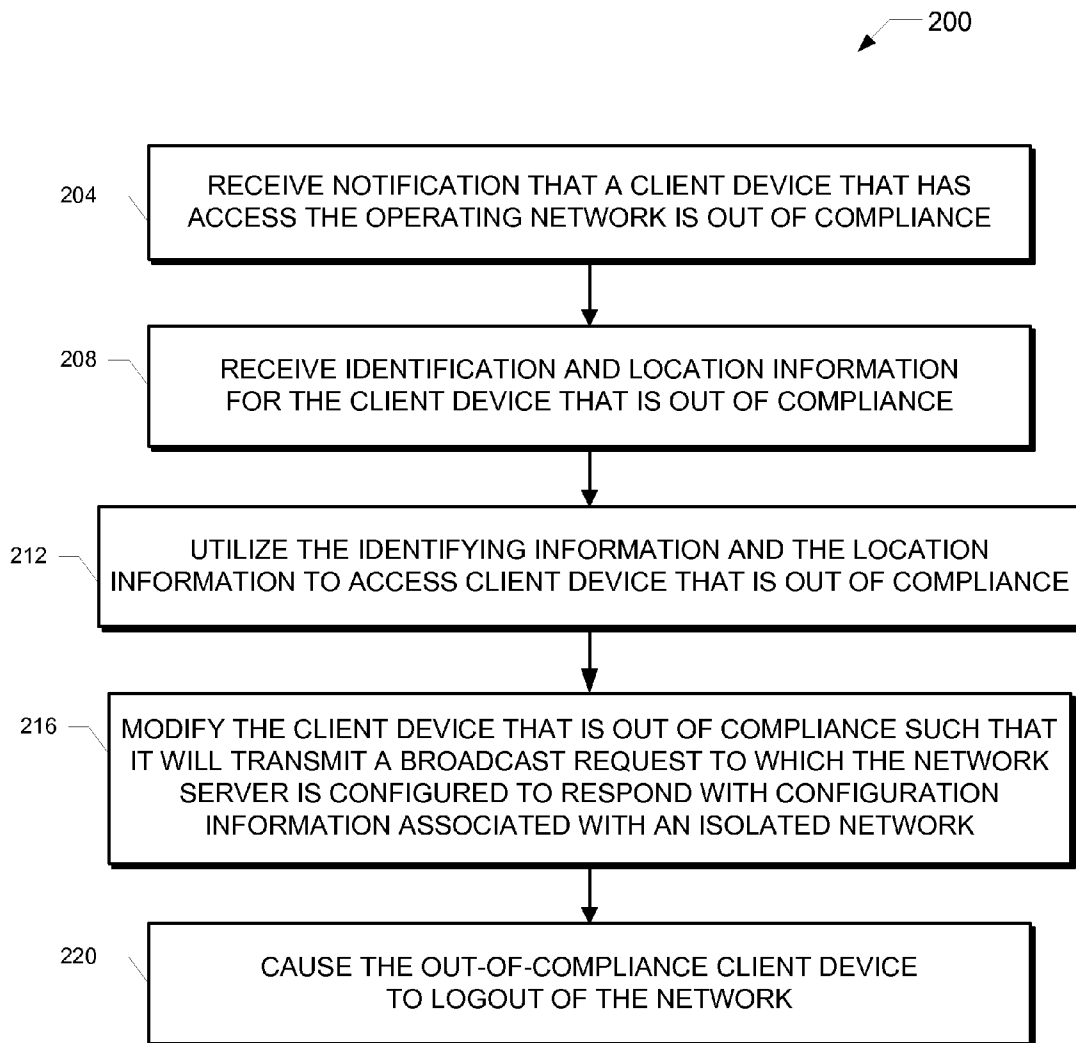 200
204
RECEIVE NOTIFICATION THAT A CLIENT DEVICE THAT HAS
ACCESS THE OPERATING NETWORK IS OUT OF COMPLIANCE
208
RECEIVE IDENTIFICATION AND LOCATION INFORMATION
FOR THE CLIENT DEVICE THAT IS OUT OF COMPLIANCE
212
UTILIZE THE IDENTIFYING INFORMATION AND THE LOCATION
INFORMATION TO ACCESS CLIENT DEVICE THAT IS OUT OF COMPLIANCE
216
MODIFY THE CLIENT DEVICE THAT IS OUT OF COMPLIANCE SUCH THAT
IT WILL TRANSMIT A BROADCAST REQUEST TO WHICH THE NETWORK
SERVER IS CONFIGURED TO RESPOND WITH CONFIGURATION
INFORMATION ASSOCIATED WITH AN ISOLATED NETWORK
220
CAUSE THE OUT-OF-COMPLIANCE CLIENT DEVICE
TO LOGOUT OF THE NETWORK